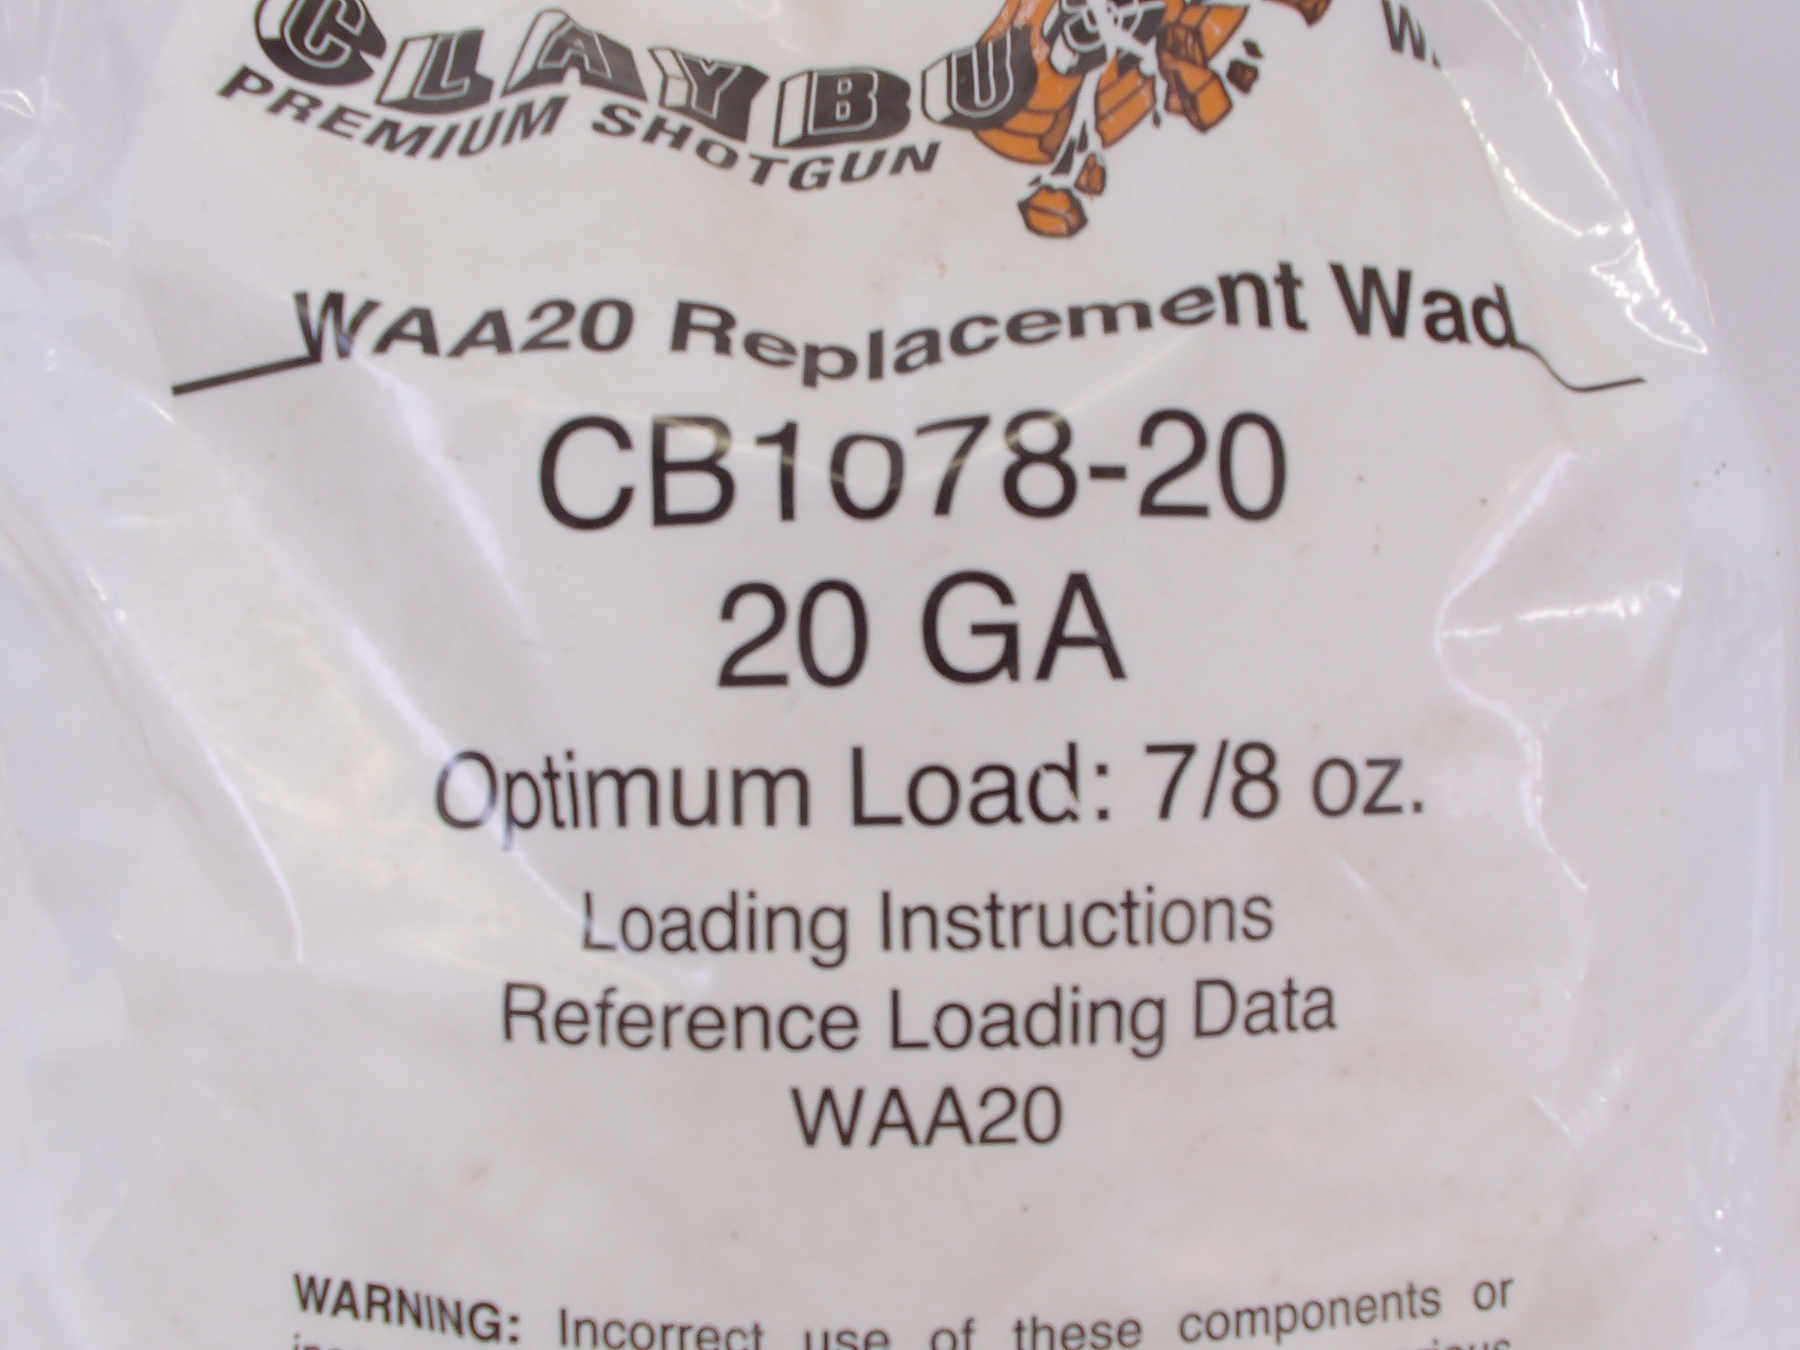 CLAYBU
PREMIUM SHOTGUN
WAA20 Replacement Wad
CB1078-20
20 GA
Optimum Load: 7/8 oz.
Loading Instructions
Reference Loading Data
WAA20
WARNING: Incorrect use of these components or